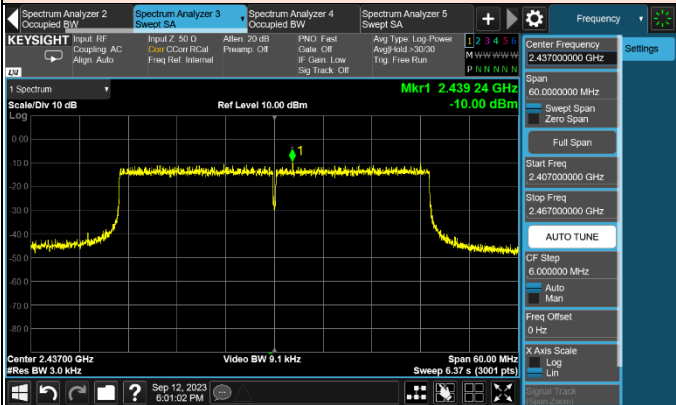 Spectrum Analyzer 2
Occupied BW
Spectrum Analyzer 3
Swept SA
Spectrum Analyzer 4
Occupied BW
Spectrum Analyzer 5
Swept SA
+
Frequency
KEYSIGHT
Input: RF
Coupling: AC
Align: Auto
Input Z: 50 Ω
Corr CCorr RCal
Freq Ref: Internal
Atten: 20 dB
Preamp: Off
PNO: Fast
Gate: Off
IF Gain: Low
Sig Track: Off
Avg Type: Log-Power
Avg|Hold >30/30
Trig: Free Run
1 2 3 4 5 6
M W W W W W
P N N N N N
LXI
1 Spectrum
Scale/Div 10 dB
Log
Ref Level 10.00 dBm
Mkr1 2.439 24 GHz
-10.00 dBm
1
0.00
-10.0
-20.0
-30.0
-40.0
-50.0
-60.0
-70.0
-80.0
Center 2.43700 GHz
#Res BW 3.0 kHz
Video BW 9.1 kHz
Span 60.00 MHz
Sweep 6.37 s (3001 pts)
?
Sep 12, 2023
6:01:02 PM
Center Frequency
2.437000000 GHz
Settings
Span
60.0000000 MHz
Swept Span
Zero Span
Full Span
Start Freq
2.407000000 GHz
Stop Freq
2.467000000 GHz
AUTO TUNE
CF Step
6.000000 MHz
Auto
Man
Freq Offset
0 Hz
X Axis Scale
Log
Lin
Signal Track
(Span Zoom)